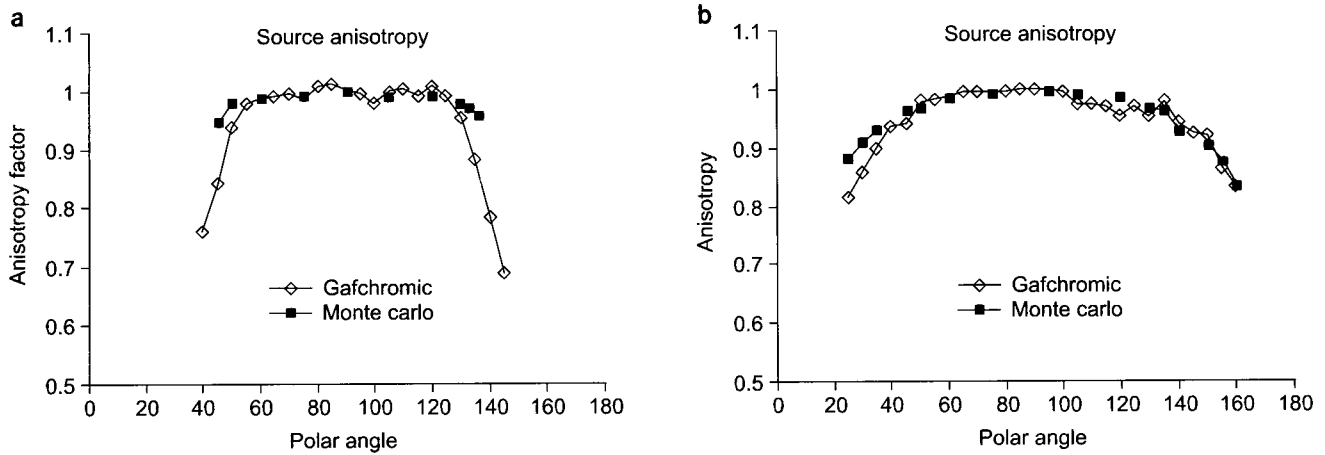 a
Source anisotropy
1.1
1
0.9
0.8
0.7
0.6
0.5
Anisotropy factor
Gafchromic
Monte carlo
0 20 40 60 80 100 120 140 160 180
Polar angle
b
Source anisotropy
1.1
1
0.9
0.8
0.7
0.6
0.5
Anisotropy
Gafchromic
Monte carlo
0 20 40 60 80 100 120 140 160 180
Polar angle